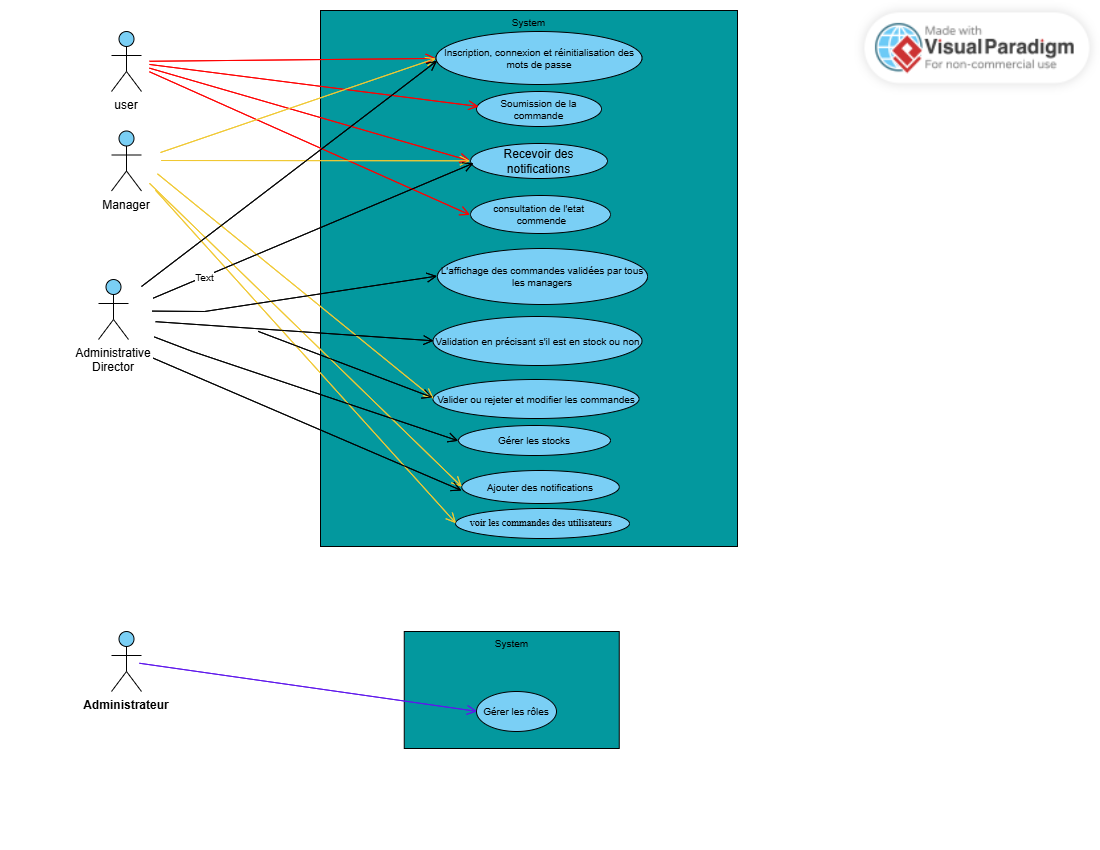 System
Made with
Visual Paradigm
For non-commercial use
user
Inscription, connexion et réinitialisation des
mots de passe
Soumission de la
commande
Manager
Recevoir des
notifications
consultation de l'etat
commende
Text
L'affichage des commandes validées par tous
les managers
Administrative
Director
Validation en précisant s'il est en stock ou non
Valider ou rejeter et modifier les commandes
Gérer les stocks
Ajouter des notifications
voir les commandes des utilisateurs
System
Administrateur
Gérer les rôles